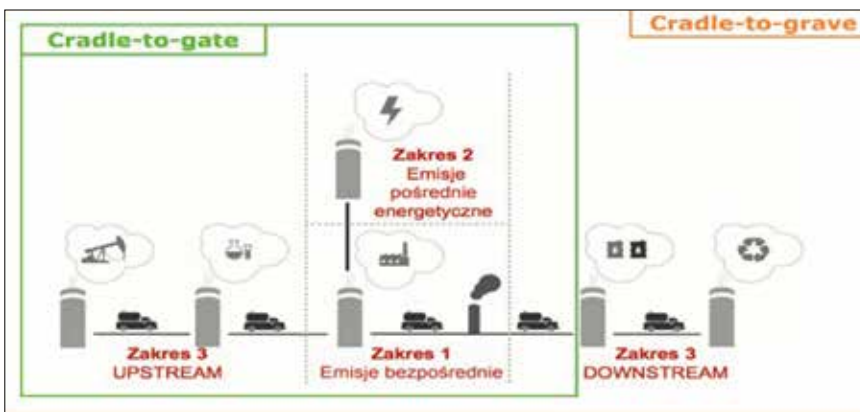 Cradle-to-gate
Cradle-to-grave
Zakres 2
Emisje
pośrednie
energetyczne
Zakres 3
UPSTREAM
Zakres 1
Emisje bezpośrednie
Zakres 3
DOWNSTREAM